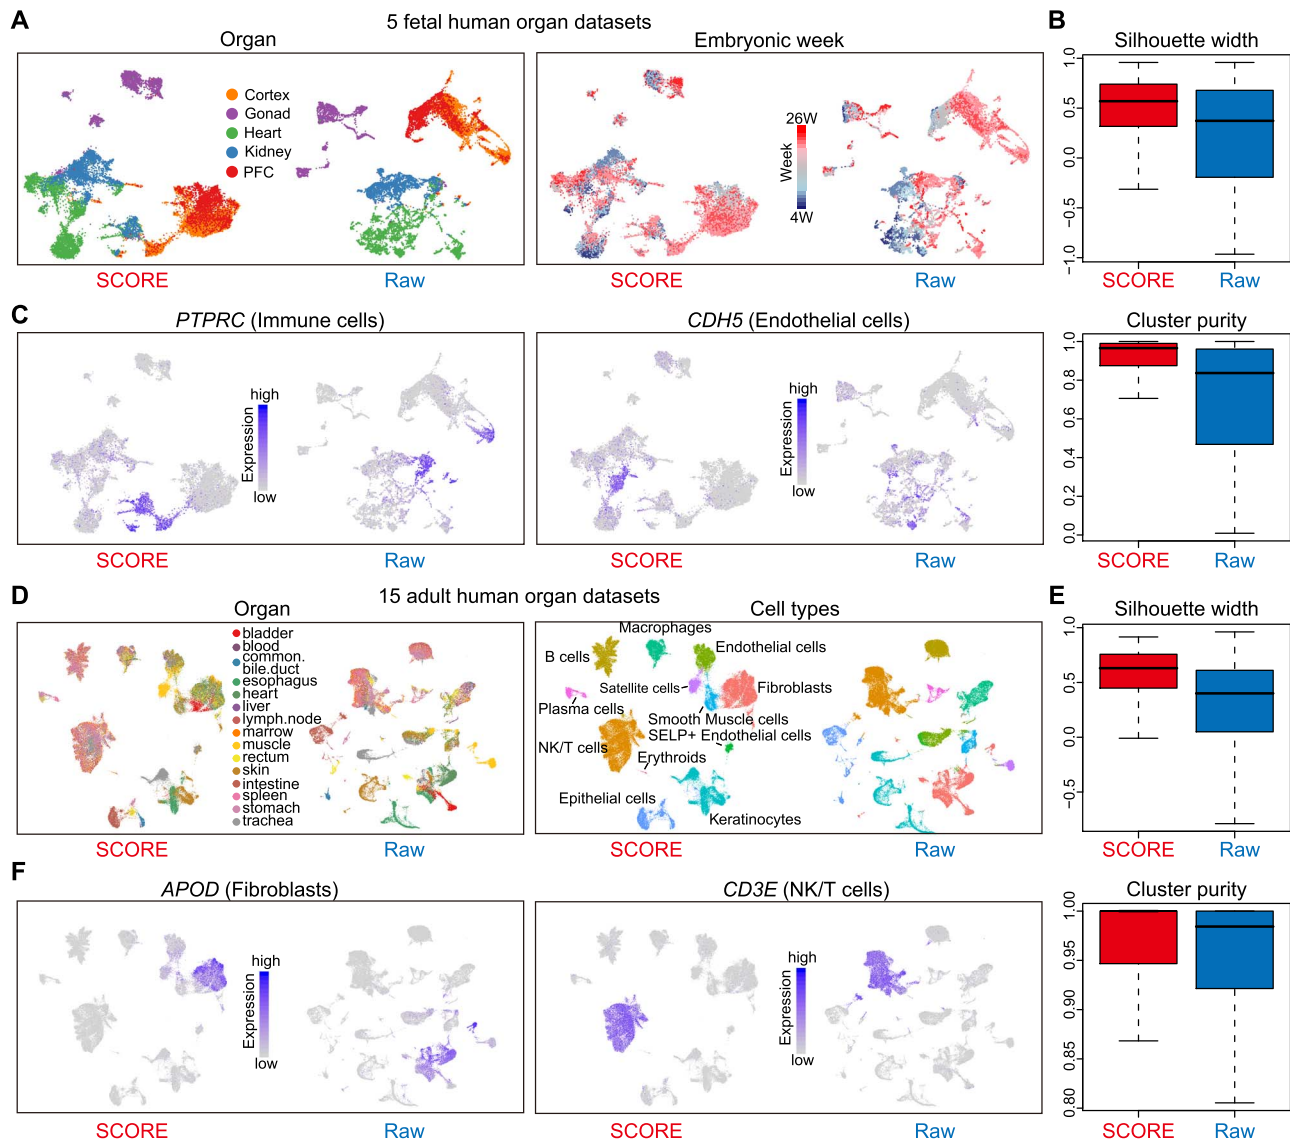 A
5 fetal human organ datasets
Organ
Embryonic week
Cortex
Gonad
Heart
Kidney
PFC
26W
Week
4W
SCORE
Raw
SCORE
Raw
B
Silhouette width
1.0
0.5
0.0
−0.5
−1.0
SCORE
Raw
C
PTPRC (Immune cells)
CDH5 (Endothelial cells)
high
Expression
low
high
Expression
low
SCORE
Raw
SCORE
Raw
Cluster purity
1.0
0.8
0.6
0.4
0.2
0.0
SCORE
Raw
D
15 adult human organ datasets
Organ
Cell types
bladder
blood
common.
bile.duct
esophagus
heart
liver
lymph.node
marrow
muscle
rectum
skin
intestine
spleen
stomach
trachea
Macrophages
B cells
Endothelial cells
Satellite cells
Fibroblasts
Plasma cells
Smooth Muscle cells
SELP+ Endothelial cells
NK/T cells
Erythroids
Epithelial cells
Keratinocytes
SCORE
Raw
SCORE
Raw
E
Silhouette width
1.0
0.5
0.0
−0.5
SCORE
Raw
F
APOD (Fibroblasts)
CD3E (NK/T cells)
high
Expression
low
high
Expression
low
SCORE
Raw
SCORE
Raw
Cluster purity
1.00
0.95
0.90
0.85
0.80
SCORE
Raw